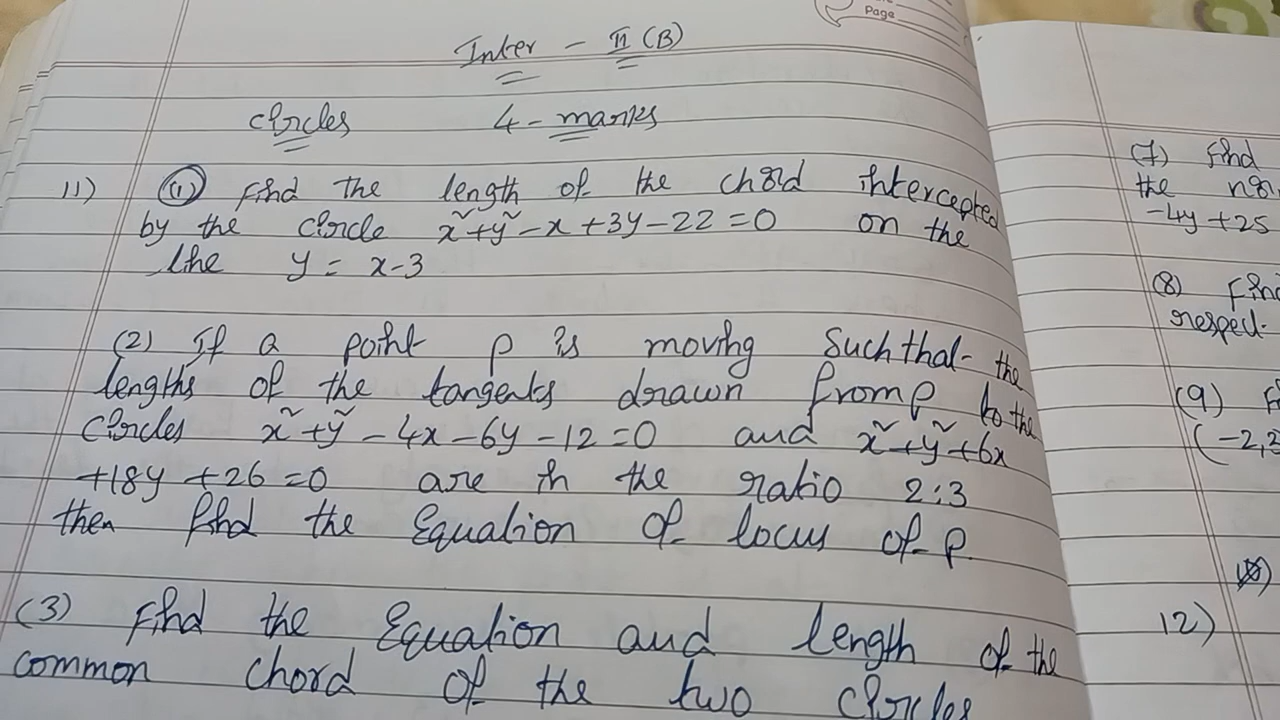 Page
Inter - II (B)
circles 4 - marks
11) (1) Find the length of the chord intercepted
by the circle x²+y²-x+3y-22=0 on the
line y = x-3
(2) If a point P is moving Such that the
lengths of the tangents drawn from P to the
circles x²+y²-4x-6y-12=0 and x²+y²+6x
+18y+26=0 are in the ratio 2:3
then find the Equation of locus of P
(3) Find the Equation and length of the
common chord of the two circles
(7) Find
the
-4y+25
(8)
respect.
(9)
(-2,
12)